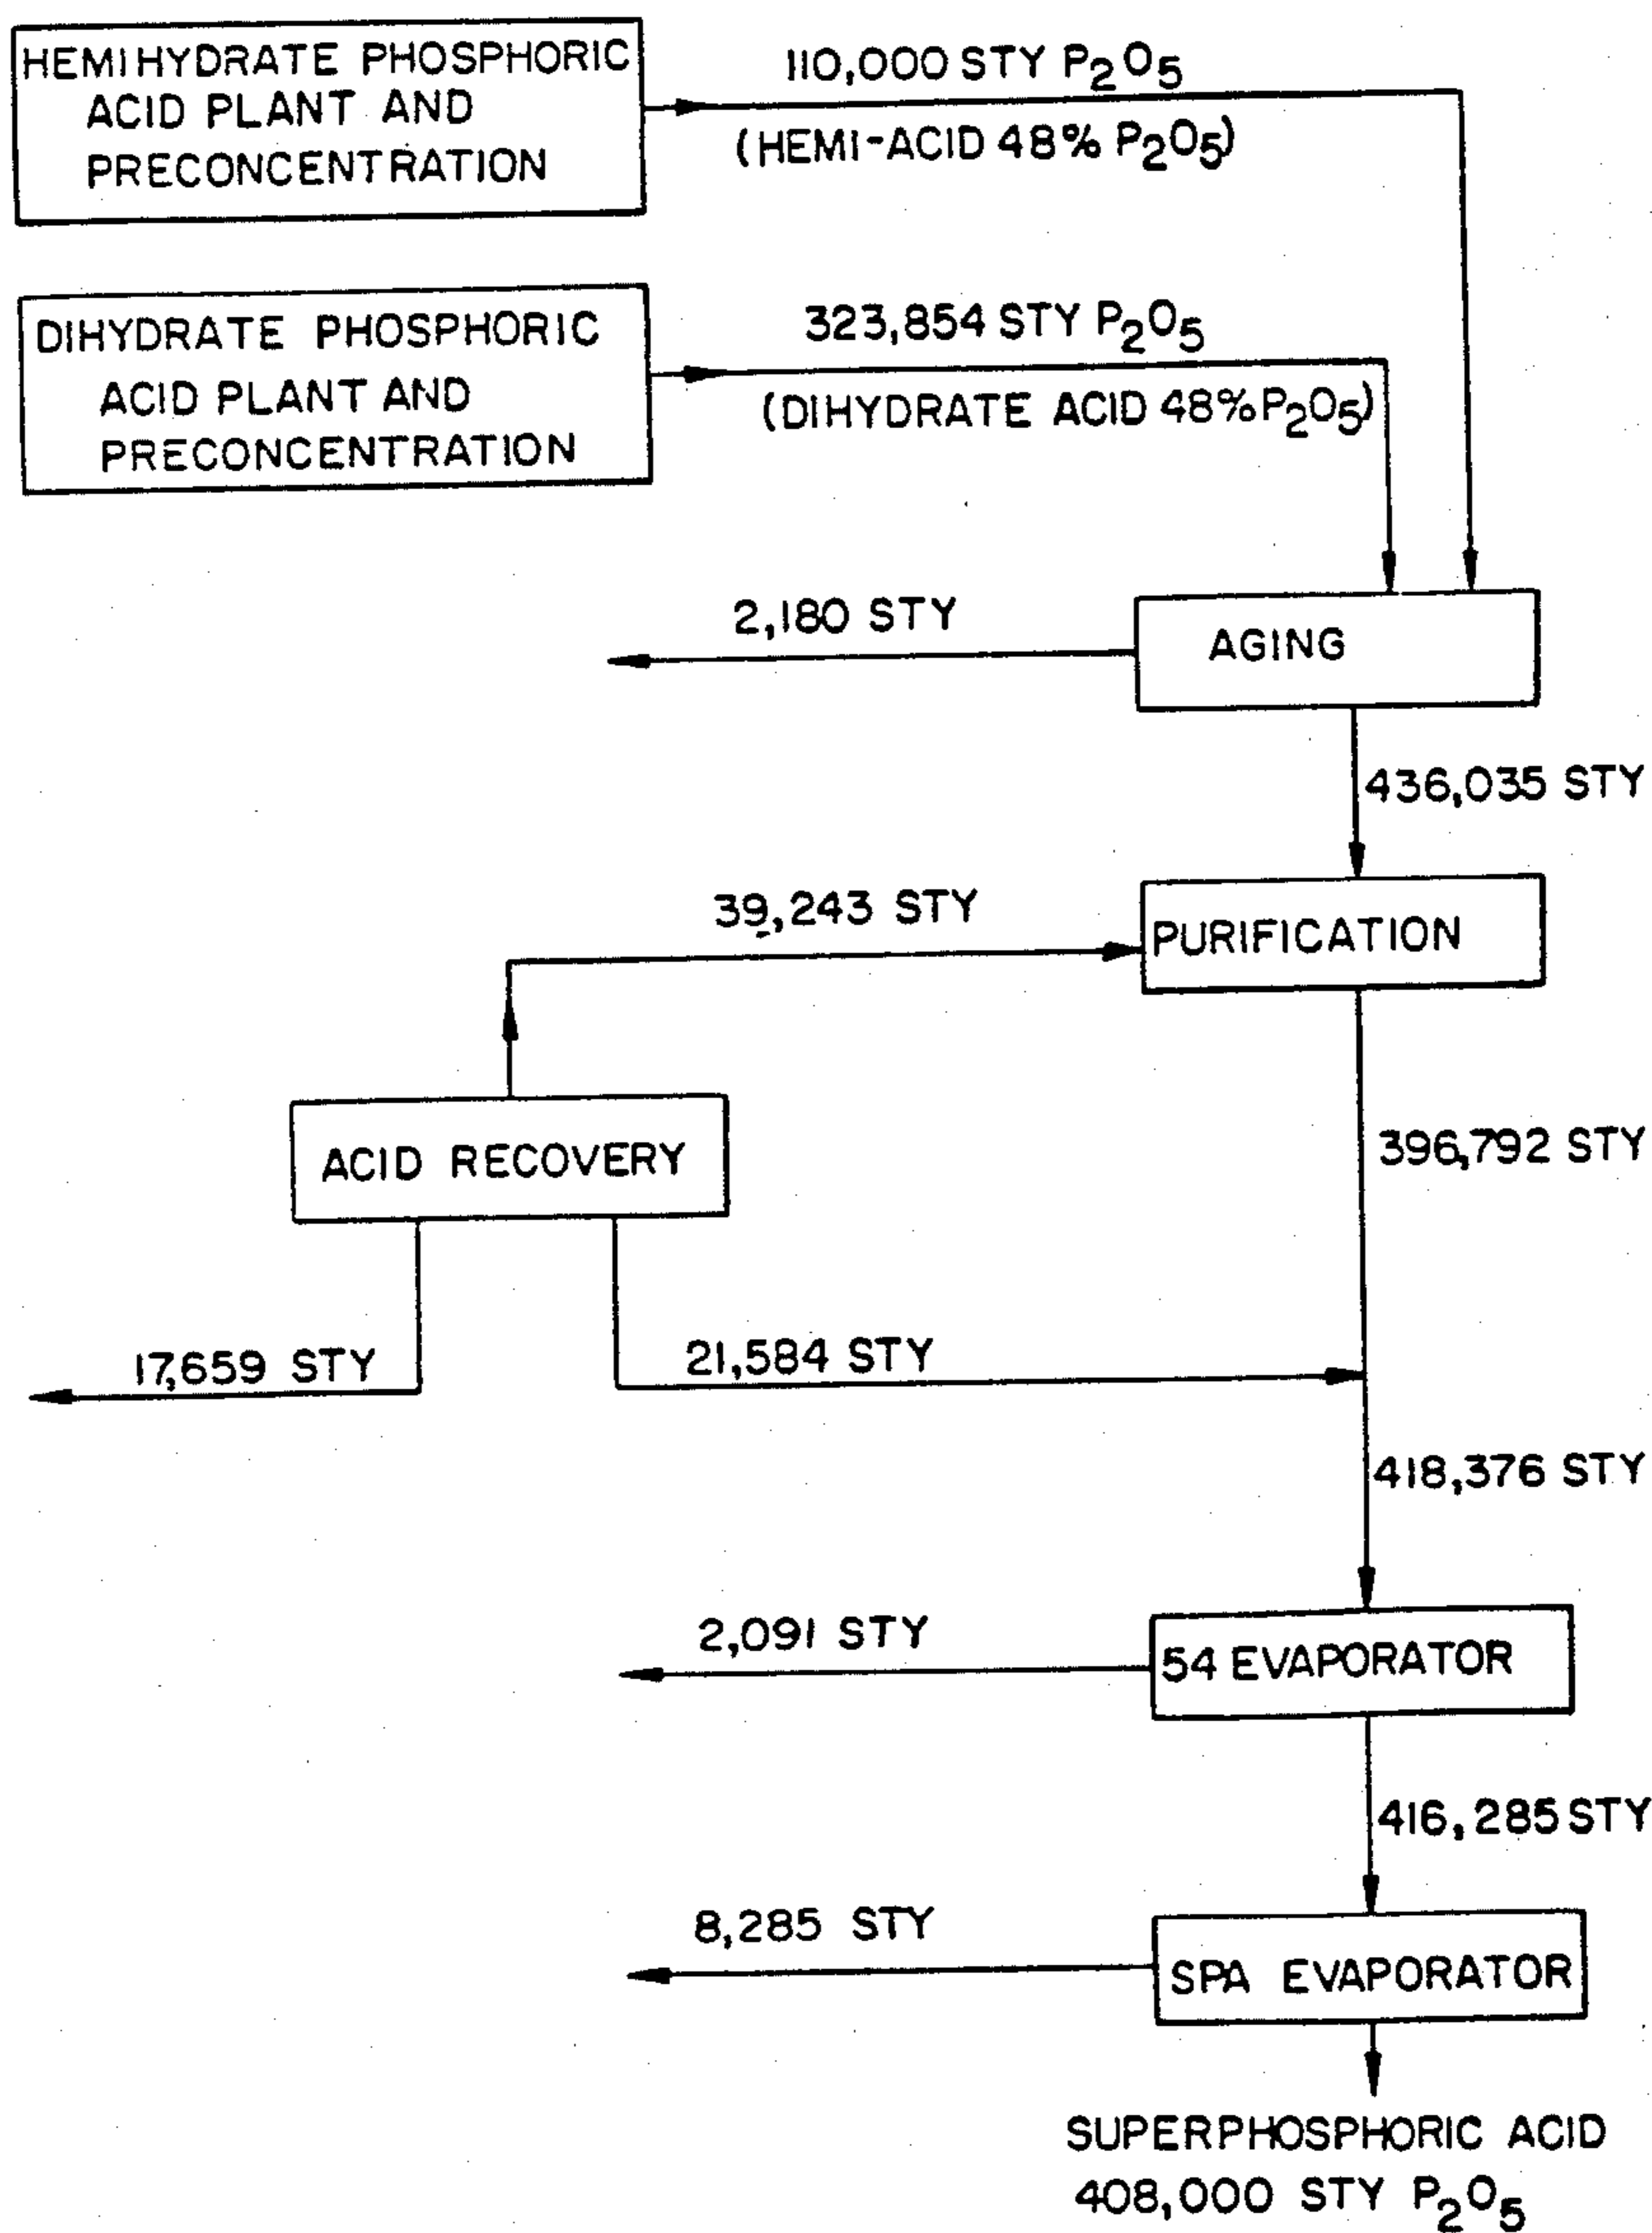 HEMIHYDRATE PHOSPHORIC
ACID PLANT AND
PRECONCENTRATION
110,000 STY P₂O₅
(HEMI-ACID 48% P₂O₅)
DIHYDRATE PHOSPHORIC
ACID PLANT AND
PRECONCENTRATION
323,854 STY P₂O₅
(DIHYDRATE ACID 48% P₂O₅)
2,180 STY
AGING
436,035 STY
39,243 STY
PURIFICATION
ACID RECOVERY
396,792 STY
17,659 STY
21,584 STY
418,376 STY
2,091 STY
54 EVAPORATOR
416,285 STY
8,285 STY
SPA EVAPORATOR
SUPERPHOSPHORIC ACID
408,000 STY P₂O₅